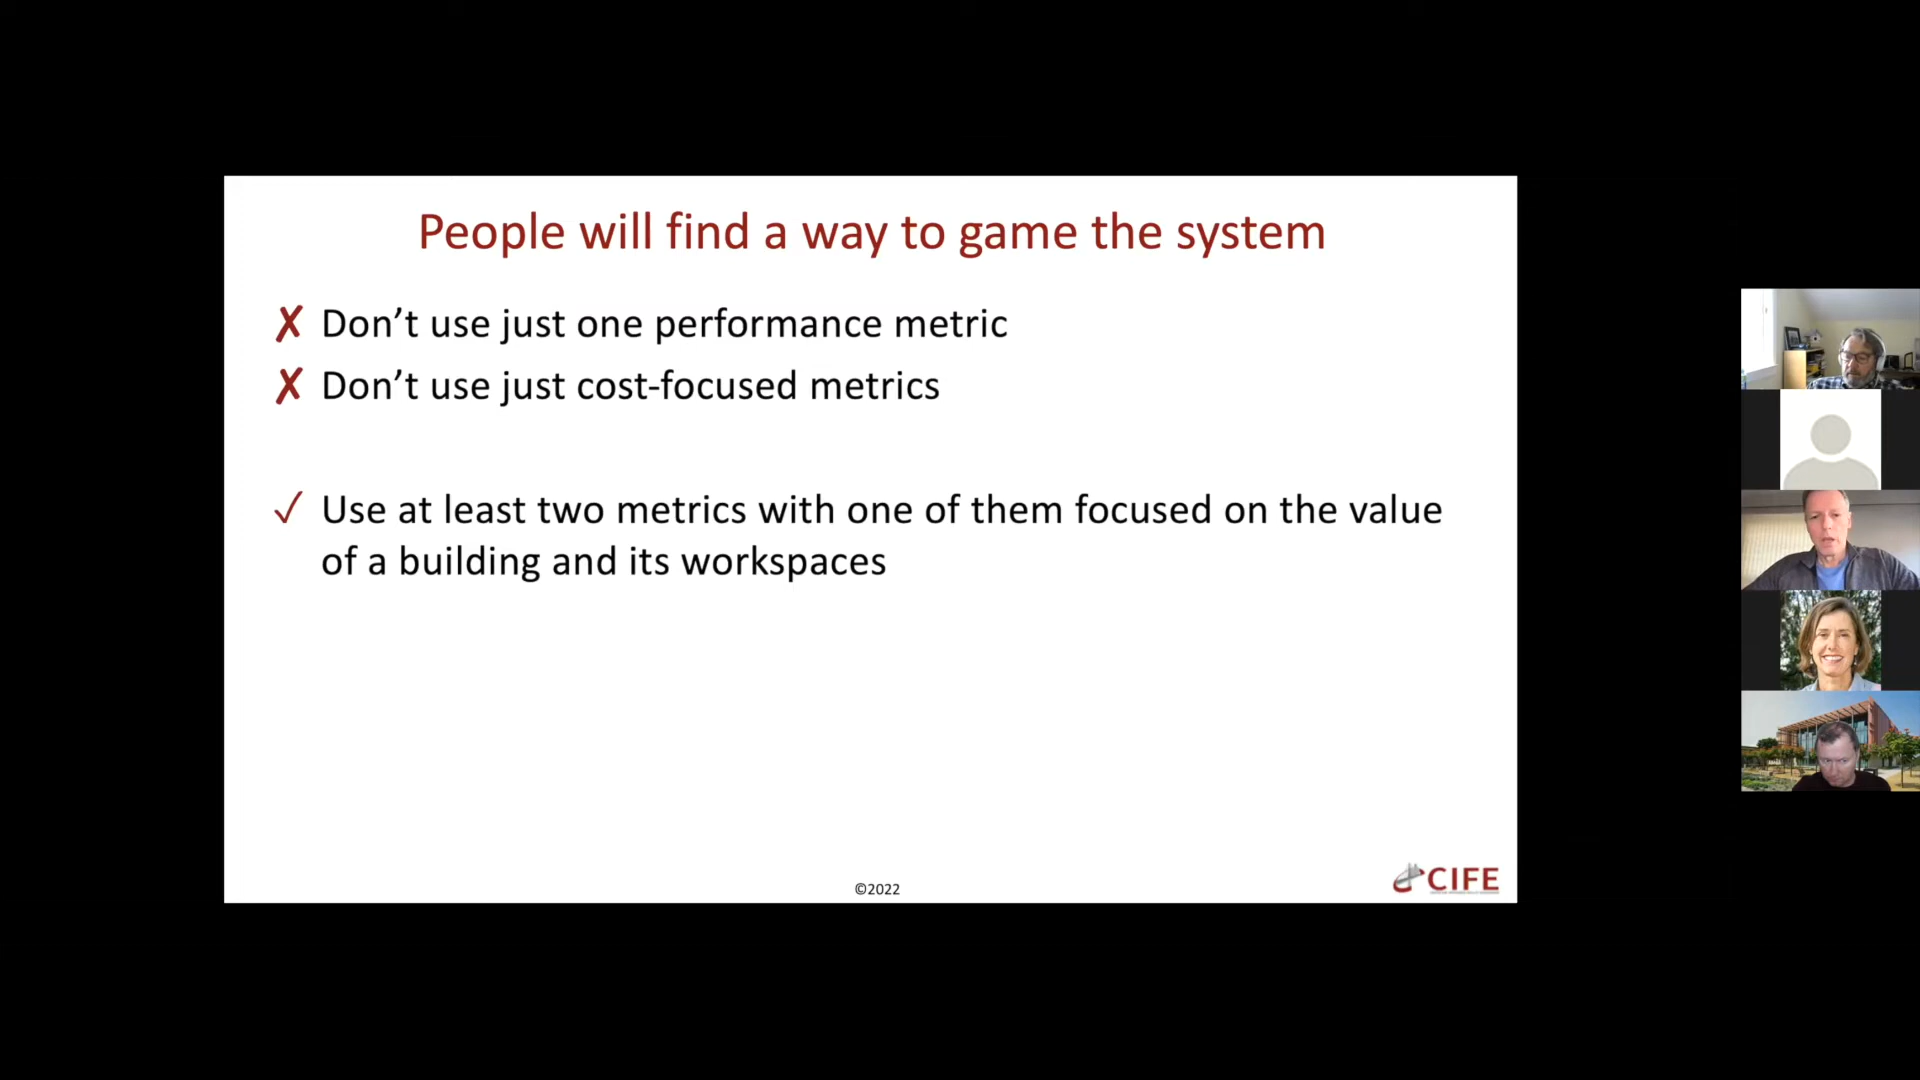 People will find a way to game the system
✗ Don’t use just one performance metric
✗ Don’t use just cost-focused metrics
✓ Use at least two metrics with one of them focused on the value
of a building and its workspaces
©2022
CIFE